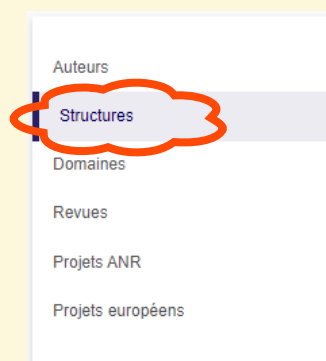 Auteurs
Structures
Domaines
Revues
Projets ANR
Projets européens